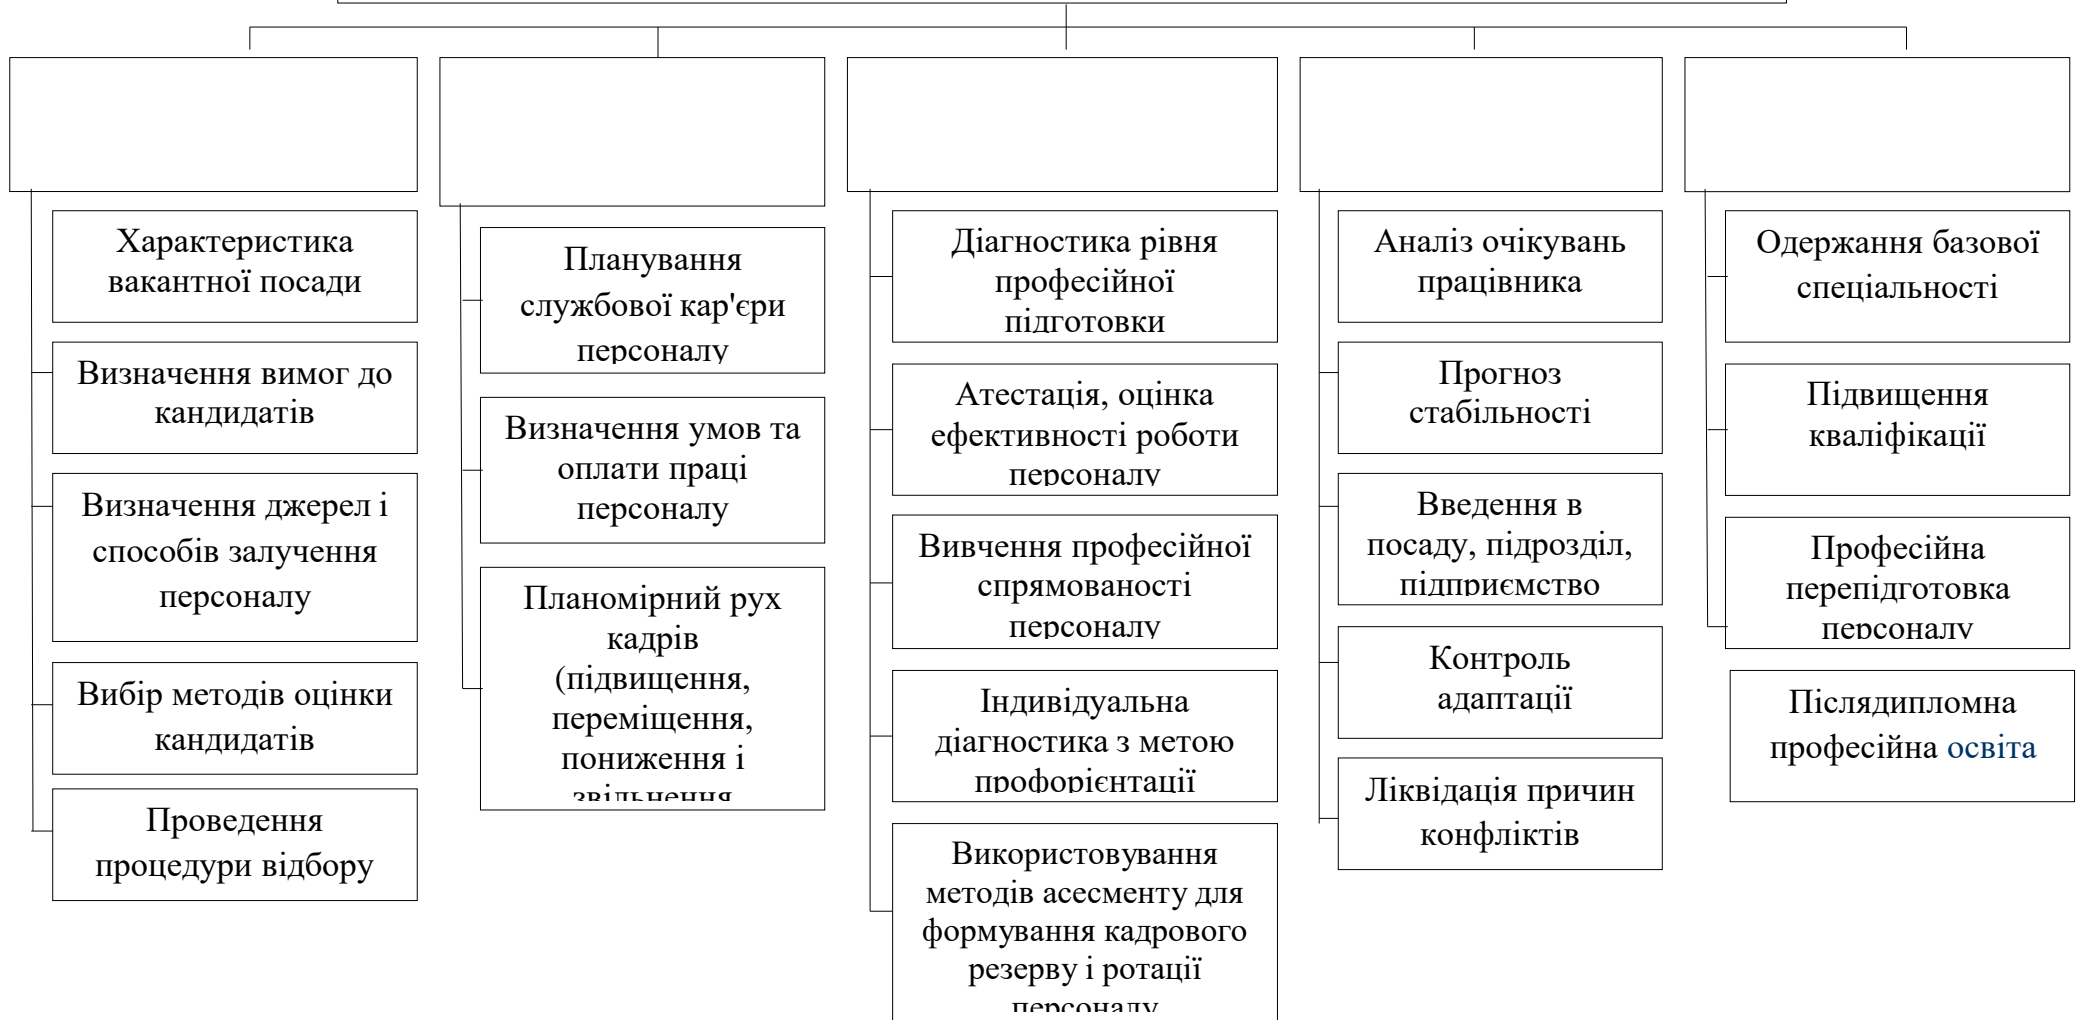 Характеристика
вакантної посади
Визначення вимог до
кандидатів
Визначення джерел і
способів залучення
персоналу
Вибір методів оцінки
кандидатів
Проведення
процедури відбору
Планування
службової кар'єри
персоналу
Визначення умов та
оплати праці
персоналу
Планомірний рух
кадрів
(підвищення,
переміщення,
пониження і
звільнення
Діагностика рівня
професійної
підготовки
Атестація, оцінка
ефективності роботи
персоналу
Вивчення професійної
спрямованості
персоналу
Індивідуальна
діагностика з метою
профорієнтації
Використовування
методів асесменту для
формування кадрового
резерву і ротації
персоналу
Аналіз очікувань
працівника
Прогноз
стабільності
Введення в
посаду, підрозділ,
підприємство
Контроль
адаптації
Ліквідація причин
конфліктів
Одержання базової
спеціальності
Підвищення
кваліфікації
Професійна
перепідготовка
персоналу
Післядипломна
професійна освіта